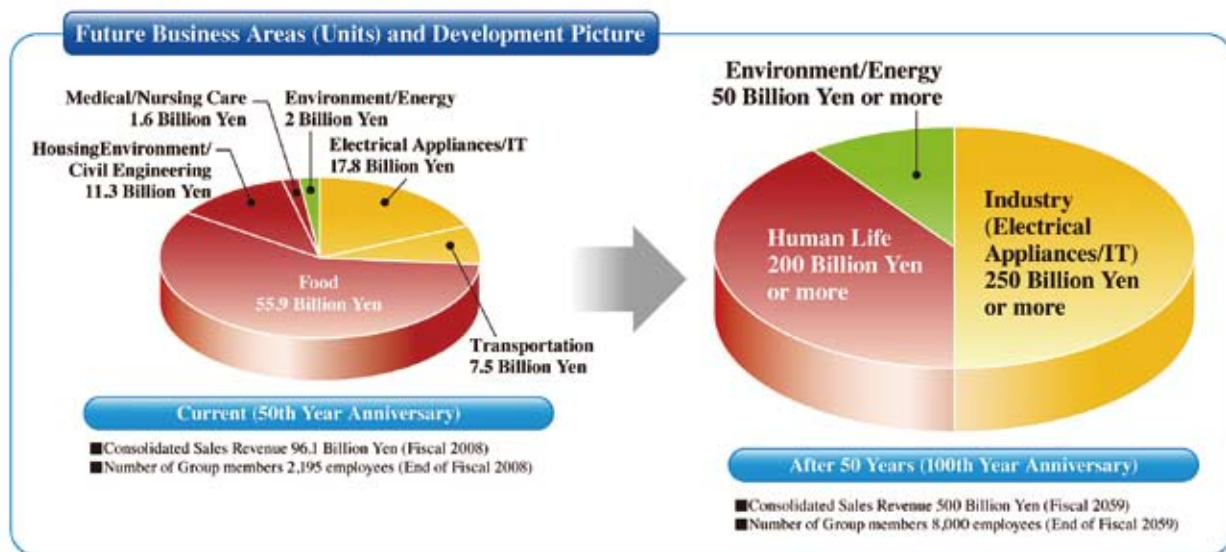 Future Business Areas (Units) and Development Picture
Medical/Nursing Care
1.6 Billion Yen
Environment/Energy
2 Billion Yen
HousingEnvironment/
Civil Engineering
11.3 Billion Yen
Electrical Appliances/IT
17.8 Billion Yen
Food
55.9 Billion Yen
Transportation
7.5 Billion Yen
Current (50th Year Anniversary)
■Consolidated Sales Revenue 96.1 Billion Yen (Fiscal 2008)
■Number of Group members 2,195 employees (End of Fiscal 2008)
Environment/Energy
50 Billion Yen or more
Human Life
200 Billion Yen
or more
Industry
(Electrical
Appliances/IT)
250 Billion Yen
or more
After 50 Years (100th Year Anniversary)
■Consolidated Sales Revenue 500 Billion Yen (Fiscal 2059)
■Number of Group members 8,000 employees (End of Fiscal 2059)